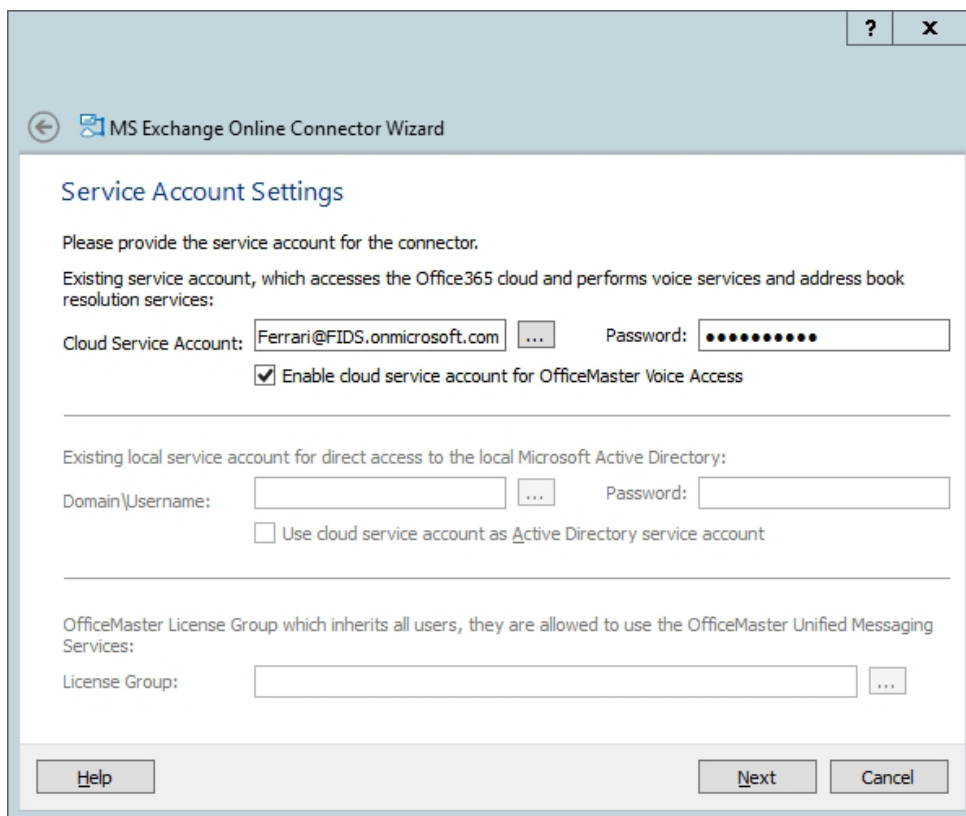 ? x
MS Exchange Online Connector Wizard
Service Account Settings
Please provide the service account for the connector.
Existing service account, which accesses the Office365 cloud and performs voice services and address book
resolution services:
Cloud Service Account: Ferrari@FIDS.onmicrosoft.com ... Password: ●●●●●●●●●●
Enable cloud service account for OfficeMaster Voice Access
Existing local service account for direct access to the local Microsoft Active Directory:
Domain\Username: ... Password:
Use cloud service account as Active Directory service account
OfficeMaster License Group which inherits all users, they are allowed to use the OfficeMaster Unified Messaging
Services:
License Group: ...
Help Next Cancel